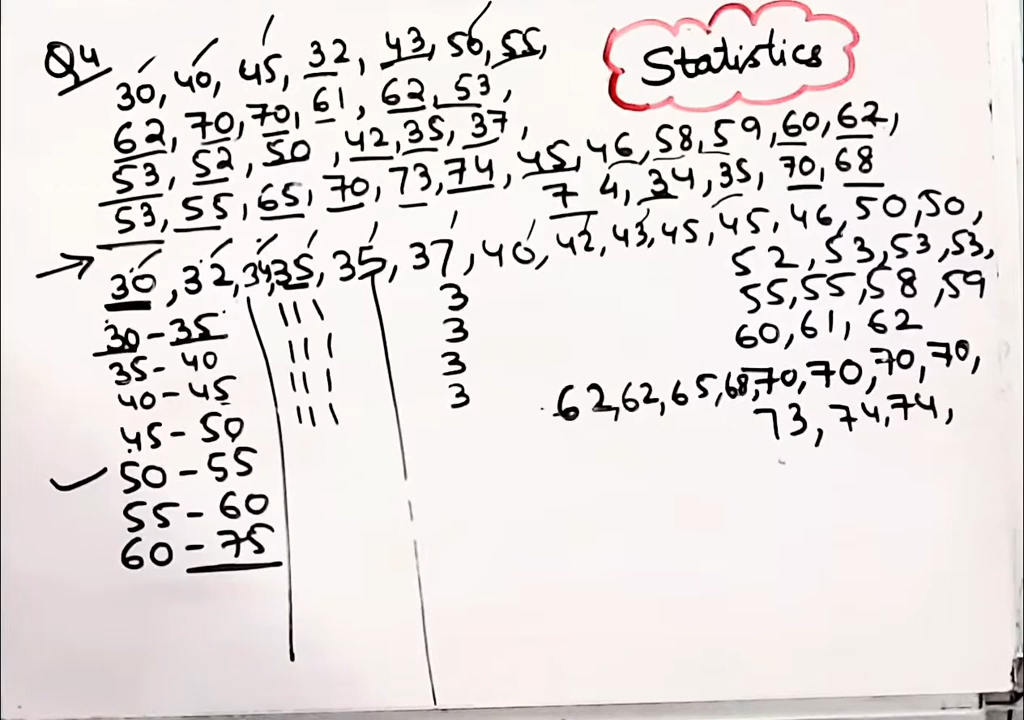 Q4
Statistics
30, 40, 45, 32, 43, 50, 55,
62, 70, 70, 61, 62, 53,
53, 52, 50, 42, 35, 37,
53, 55, 65, 70, 73, 74, 45, 46, 58, 59, 60, 62,
7 4, 34, 35, 70, 68
→ 30, 32, 34, 35, 35, 37, 40, 42, 43, 45, 45, 46, 50, 50,
52, 53, 53, 53,
55, 55, 58, 59
60, 61, 62
62, 62, 65, 68, 70, 70, 70, 70,
73, 74, 74,
30 - 35 ||| 3
35 - 40 ||| 3
40 - 45 ||| 3
45 - 50 ||| 3
✓ 50 - 55
55 - 60
60 - 75